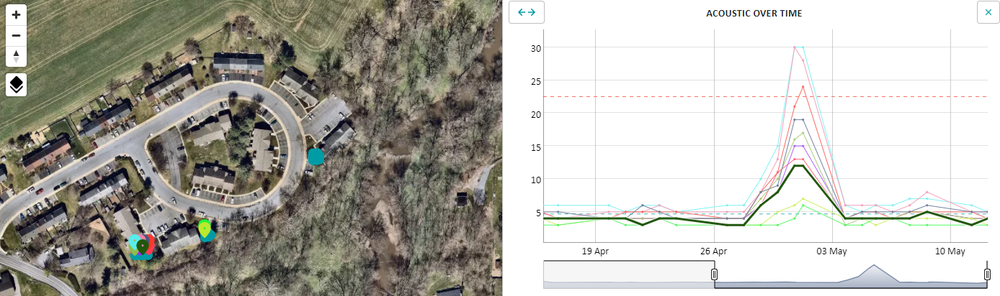 ACOUSTIC OVER TIME
30
25
20
15
10
5
19 Apr
26 Apr
03 May
10 May